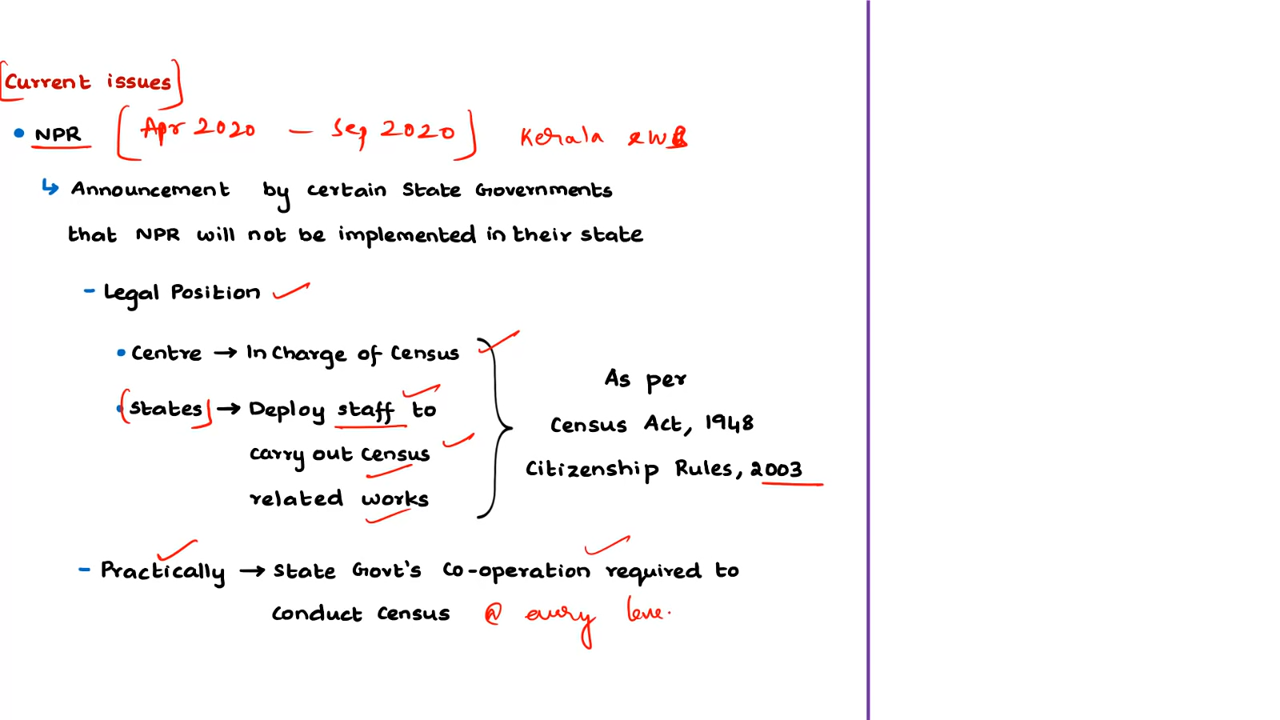 [Current issues]
• NPR [Apr 2020 – Sep 2020] Kerala & WB
↳ Announcement by certain State Governments
that NPR will not be implemented in their state
- Legal Position ✓
• Centre → In Charge of Census
• [States] → Deploy staff to
carry out census
related works
As per
Census Act, 1948
Citizenship Rules, 2003
- Practically → State Govt's Co-operation required to
Conduct Census @ every